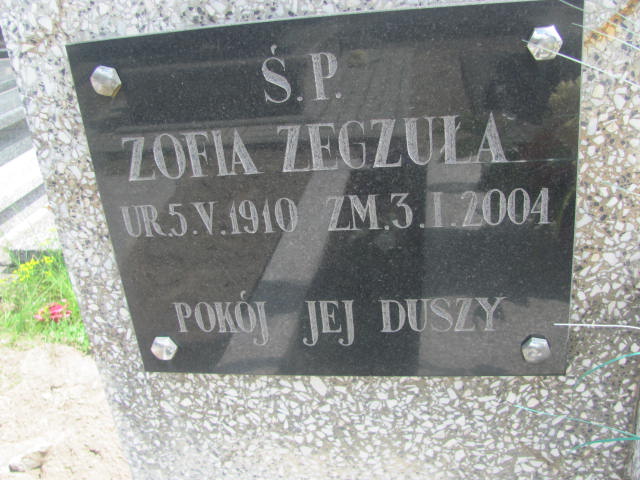 Ś.P.
ZOFIA ZEGZUŁA
UR.5.V.1910 ZM.3.I.2004
POKÓJ JEJ DUSZY